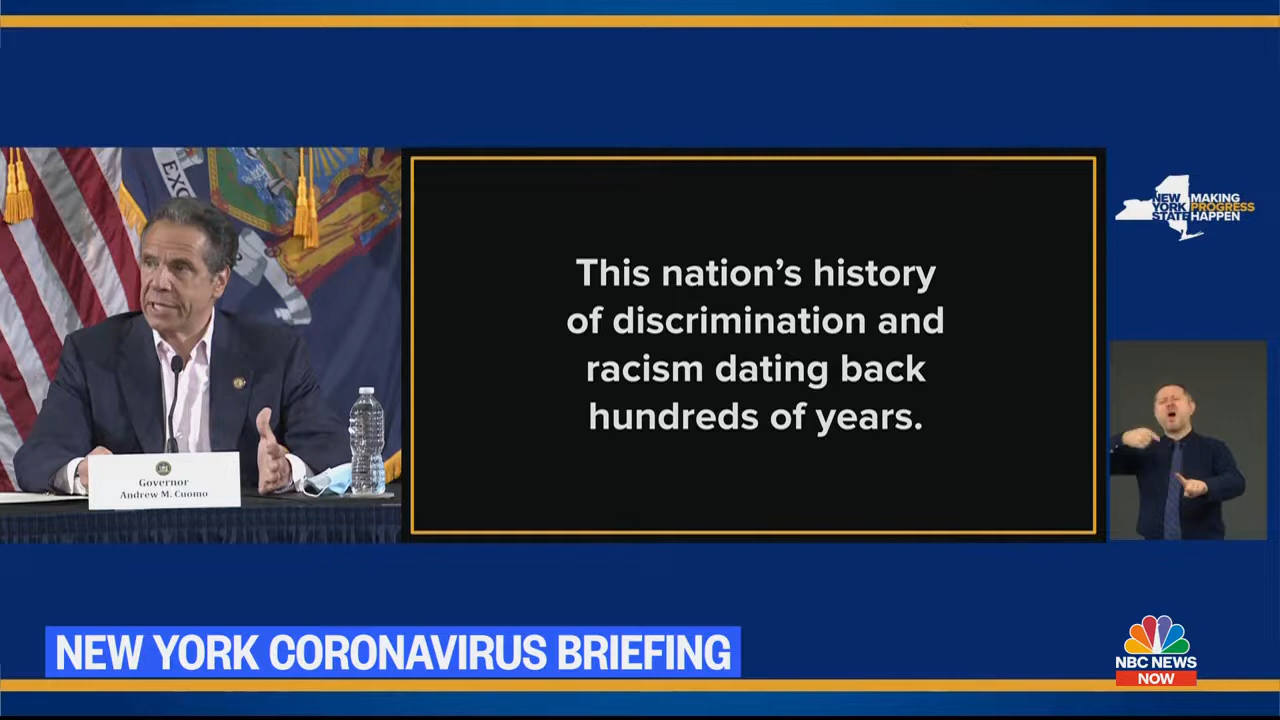 EXC
Governor
Andrew M. Cuomo
This nation’s history
of discrimination and
racism dating back
hundreds of years.
NEW
YORK
STATE
MAKING
PROGRESS
HAPPEN
NEW YORK CORONAVIRUS BRIEFING
NBC NEWS
NOW